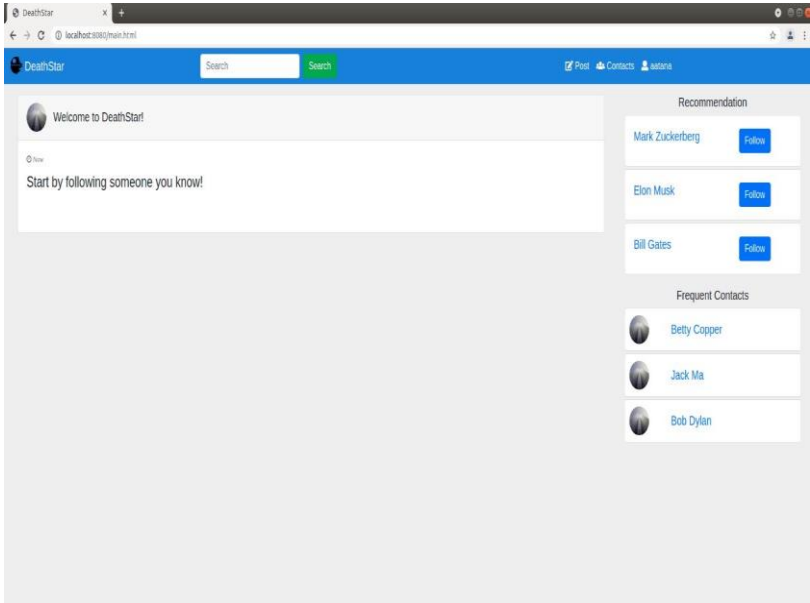 DeathStar
localhost:8080/main.html
DeathStar
Search
Search
Post Contacts aatana
Welcome to DeathStar!
Now
Start by following someone you know!
Recommendation
Mark Zuckerberg
Follow
Elon Musk
Follow
Bill Gates
Follow
Frequent Contacts
Betty Copper
Jack Ma
Bob Dylan